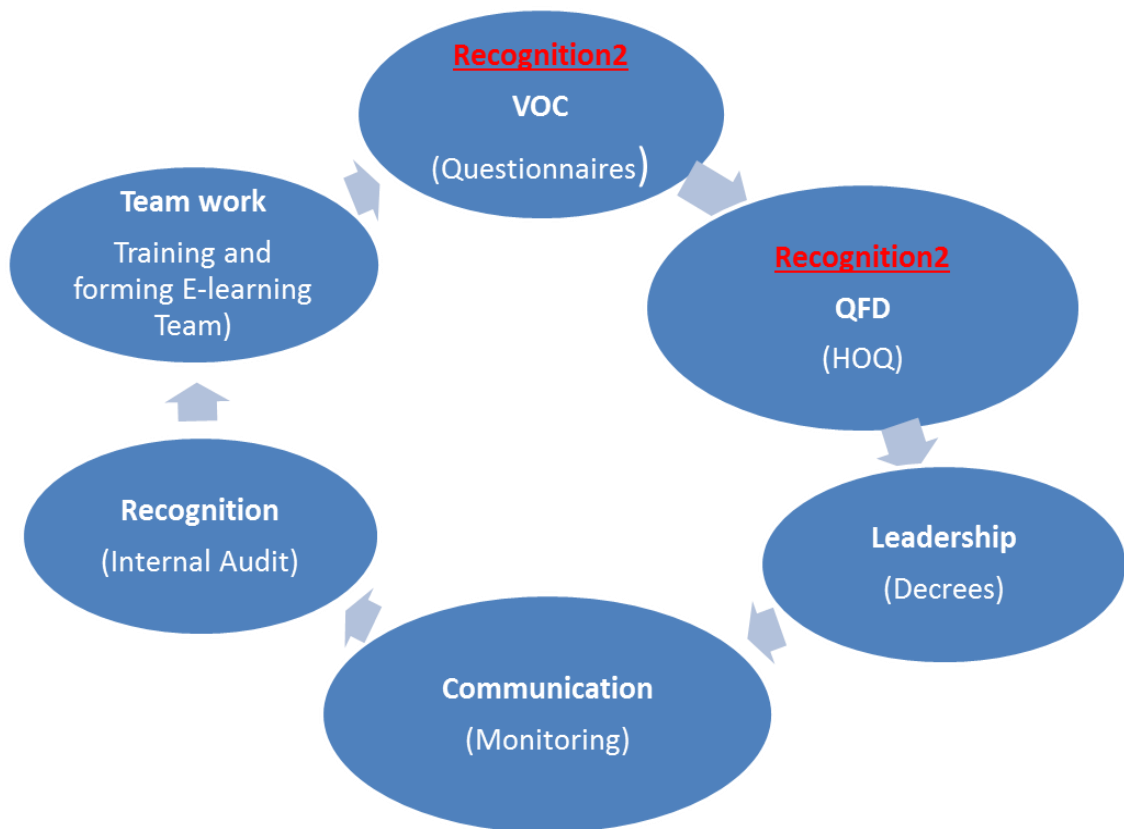 Recognition2
VOC
(Questionnaires)
Recognition2
QFD
(HOQ)
Leadership
(Decrees)
Communication
(Monitoring)
Recognition
(Internal Audit)
Team work
Training and
forming E-learning
Team)